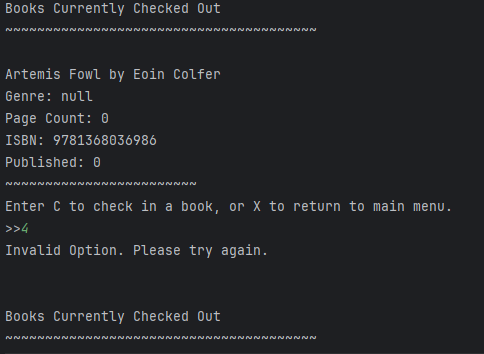 Books Currently Checked Out
~~~~~~~~~~~~~~~~~~~~~~~~~~~~~~~~~~~~~~~
Artemis Fowl by Eoin Colfer
Genre: null
Page Count: 0
ISBN: 9781368036986
Published: 0
~~~~~~~~~~~~~~~~~~~~~~~~
Enter C to check in a book, or X to return to main menu.
>>4
Invalid Option. Please try again.
Books Currently Checked Out
~~~~~~~~~~~~~~~~~~~~~~~~~~~~~~~~~~~~~~~